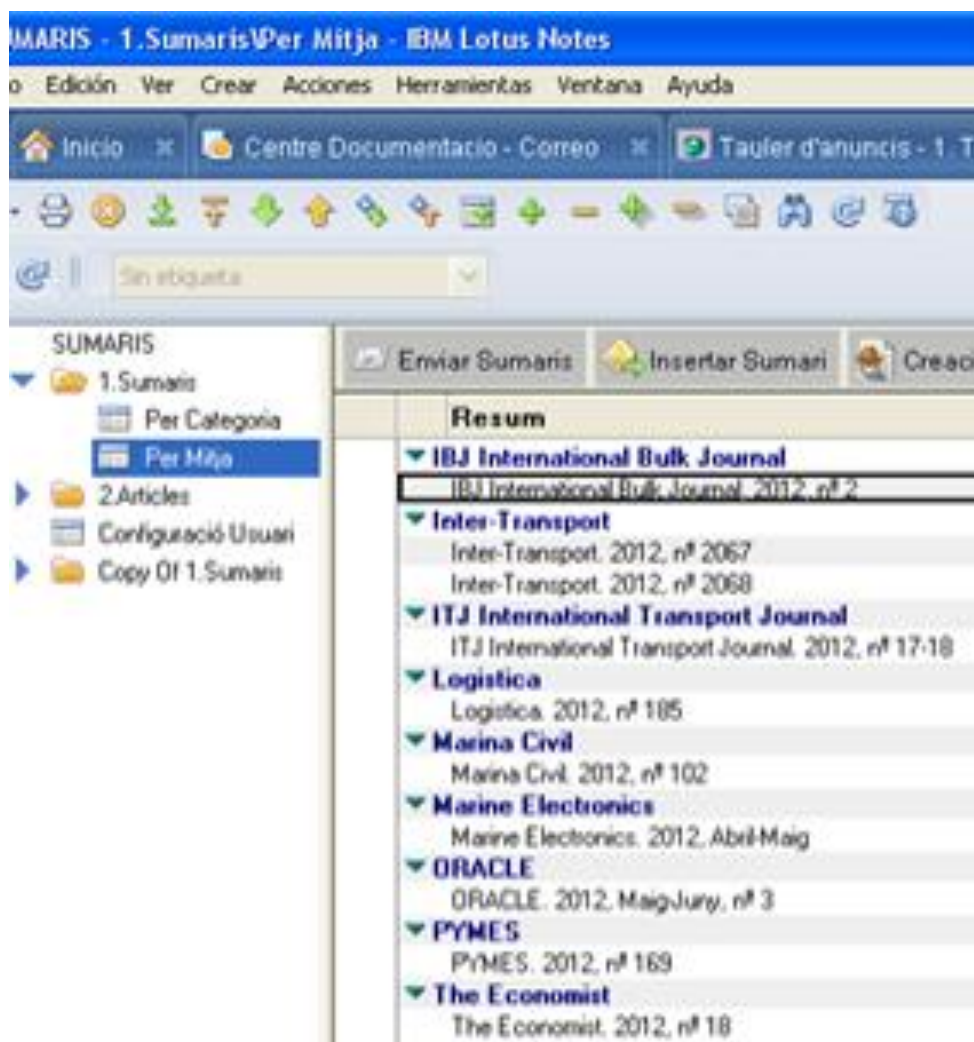 MARIS - 1.Sumaris\Per Mitja - IBM Lotus Notes
o Edición Ver Crear Acciones Herramientas Ventana Ayuda
Inicio Centre Documentacio - Correo Tauler d'anuncis - 1. T
Sin etiqueta
SUMARIS
1.Sumaris
Per Categoria
Per Mitja
2.Articles
Configuració Usuari
Copy Of 1.Sumaris
Enviar Sumaris Insertar Sumari Creaci
Resum
IBJ International Bulk Journal
IBJ International Bulk Journal. 2012, nº 2
Inter-Transport
Inter-Transport. 2012, nº 2067
Inter-Transport. 2012, nº 2068
ITJ International Transport Journal
ITJ International Transport Journal. 2012, nº 17-18
Logistica
Logistica. 2012, nº 185
Marina Civil
Marina Civil. 2012, nº 102
Marine Electronics
Marine Electronics. 2012, Abril-Maig
ORACLE
ORACLE. 2012, Maig-Juny, nº 3
PYMES
PYMES. 2012, nº 169
The Economist
The Economist. 2012, nº 18